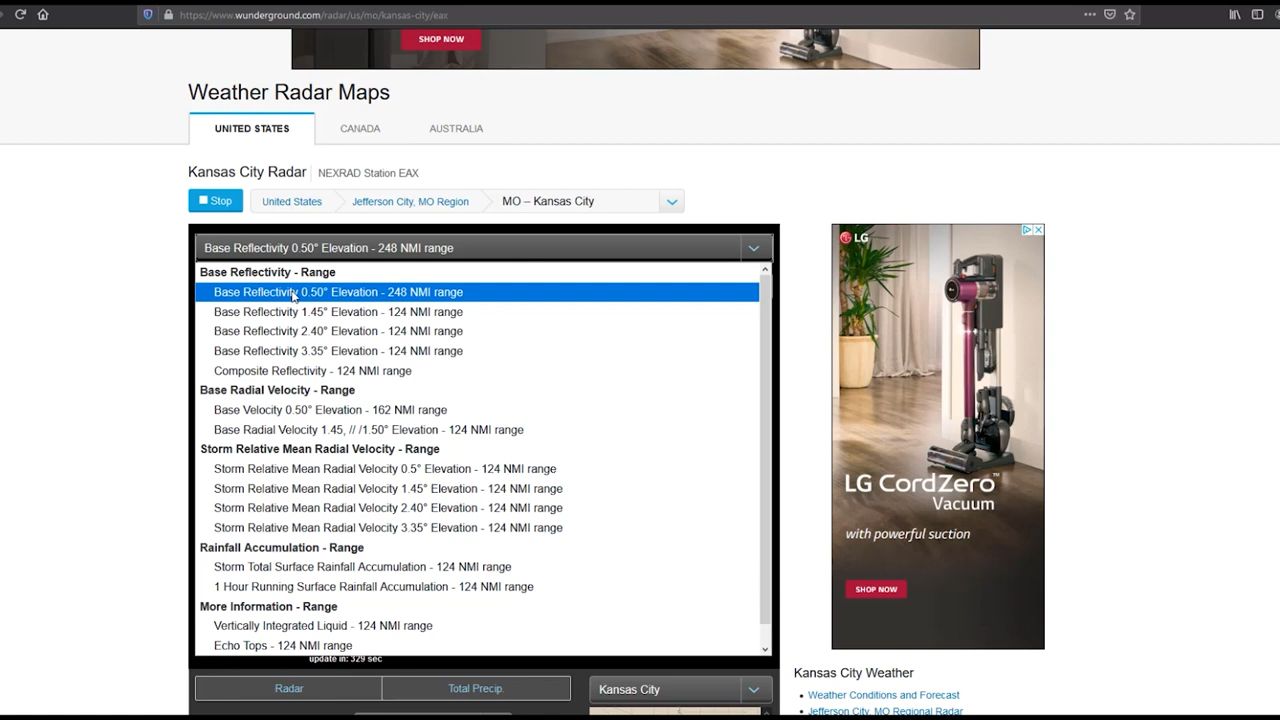 https://www.wunderground.com/radar/us/mo/kansas-city/eax
SHOP NOW
Weather Radar Maps
UNITED STATES
CANADA
AUSTRALIA
Kansas City Radar
NEXRAD Station EAX
Stop
United States
Jefferson City, MO Region
MO – Kansas City
Base Reflectivity 0.50° Elevation - 248 NMI range
Base Reflectivity - Range
Base Reflectivity 0.50° Elevation - 248 NMI range
Base Reflectivity 1.45° Elevation - 124 NMI range
Base Reflectivity 2.40° Elevation - 124 NMI range
Base Reflectivity 3.35° Elevation - 124 NMI range
Composite Reflectivity - 124 NMI range
Base Radial Velocity - Range
Base Velocity 0.50° Elevation - 162 NMI range
Base Radial Velocity 1.45, // /1.50° Elevation - 124 NMI range
Storm Relative Mean Radial Velocity - Range
Storm Relative Mean Radial Velocity 0.5° Elevation - 124 NMI range
Storm Relative Mean Radial Velocity 1.45° Elevation - 124 NMI range
Storm Relative Mean Radial Velocity 2.40° Elevation - 124 NMI range
Storm Relative Mean Radial Velocity 3.35° Elevation - 124 NMI range
Rainfall Accumulation - Range
Storm Total Surface Rainfall Accumulation - 124 NMI range
1 Hour Running Surface Rainfall Accumulation - 124 NMI range
More Information - Range
Vertically Integrated Liquid - 124 NMI range
Echo Tops - 124 NMI range
update in: 329 sec
Radar
Total Precip.
Kansas City
LG
LG CordZero™
Vacuum
with powerful suction
SHOP NOW
Kansas City Weather
Weather Conditions and Forecast
Jefferson City, MO Regional Radar